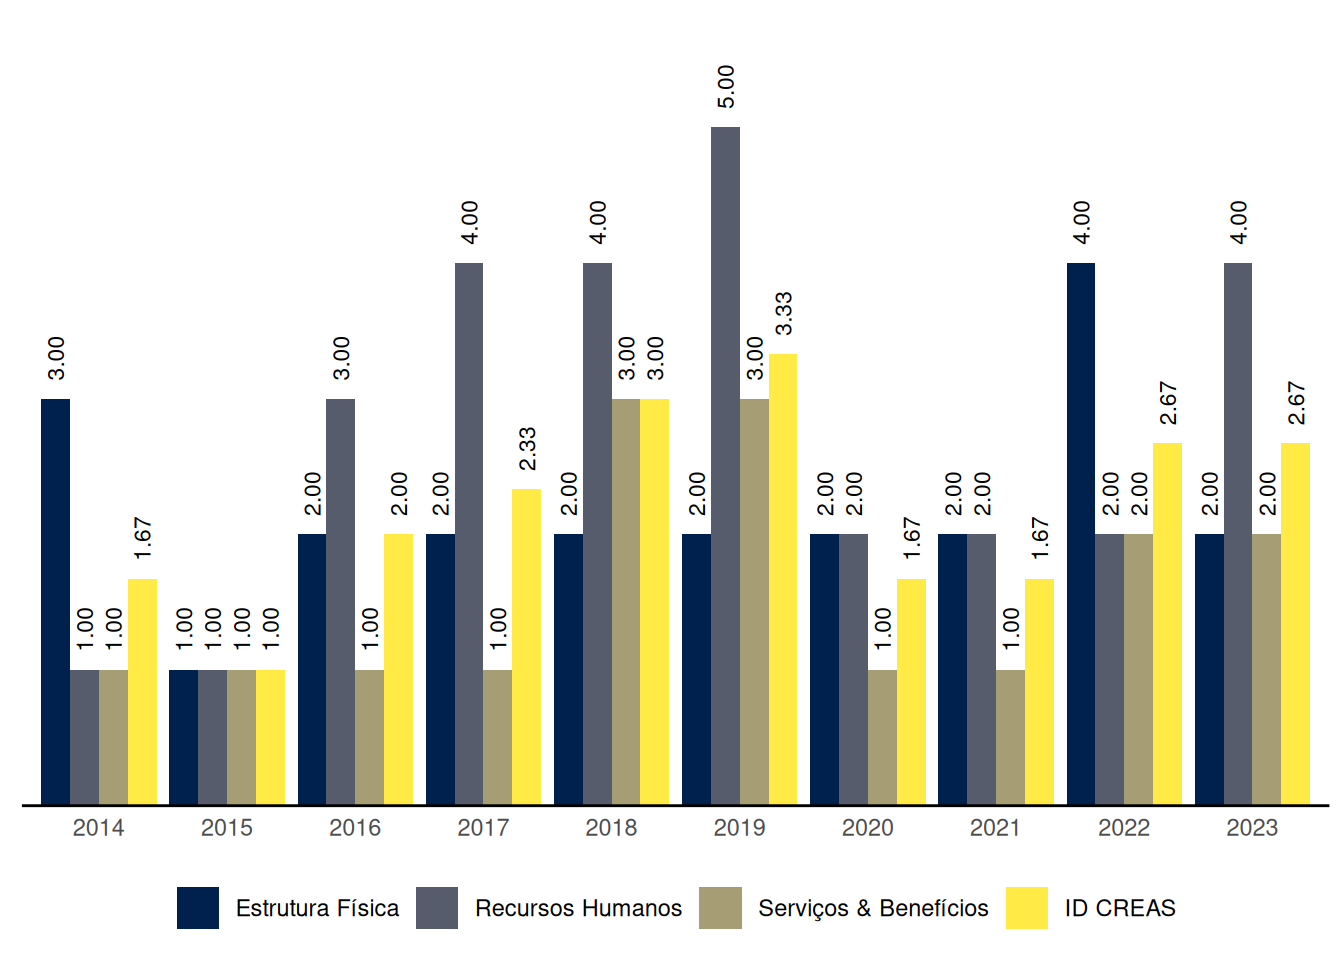 3.00 1.00 1.00 1.67
1.00 1.00 1.00 1.00
2.00 3.00 1.00 2.00
2.00 4.00 1.00 2.33
2.00 4.00 3.00 3.00
2.00 5.00 3.00 3.33
2.00 2.00 1.00 1.67
2.00 2.00 1.00 1.67
4.00 2.00 2.00 2.67
2.00 4.00 2.00 2.67
2014 2015 2016 2017 2018 2019 2020 2021 2022 2023
Estrutura Física Recursos Humanos Serviços & Benefícios ID CREAS